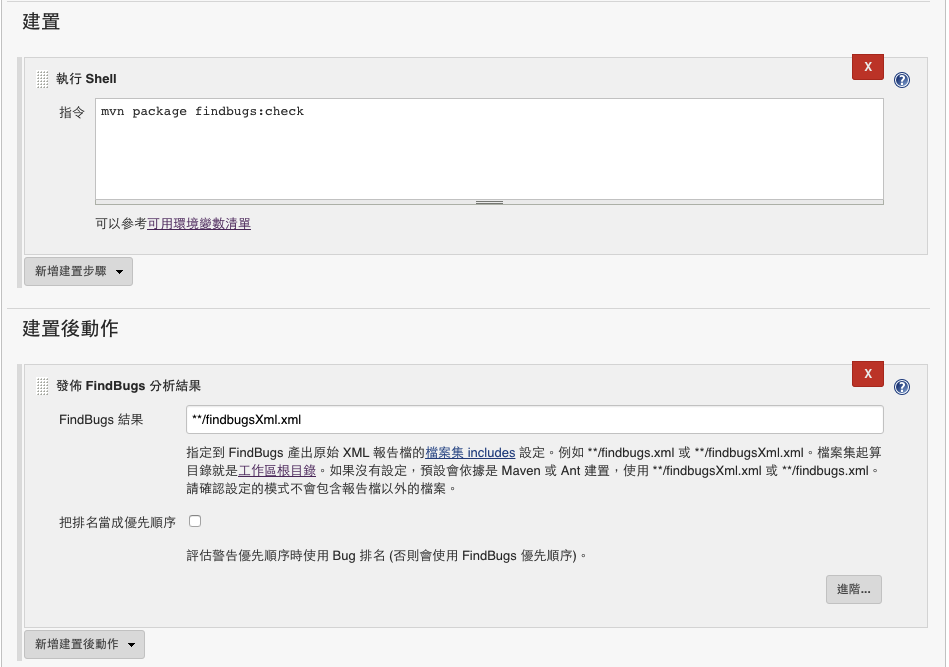 建置
X
執行 Shell
指令 mvn package findbugs:check
可以參考可用環境變數清單
新增建置步驟
建置後動作
X
發佈 FindBugs 分析結果
FindBugs 結果 **/findbugsXml.xml
指定到 FindBugs 產出原始 XML 報告檔的檔案集 includes 設定。例如 **/findbugs.xml 或 **/findbugsXml.xml。檔案集起算
目錄就是工作區根目錄。如果沒有設定，預設會依據是 Maven 或 Ant 建置，使用 **/findbugsXml.xml 或 **/findbugs.xml。
請確認設定的模式不會包含報告檔以外的檔案。
把排名當成優先順序
評估警告優先順序時使用 Bug 排名 (否則會使用 FindBugs 優先順序)。
進階...
新增建置後動作